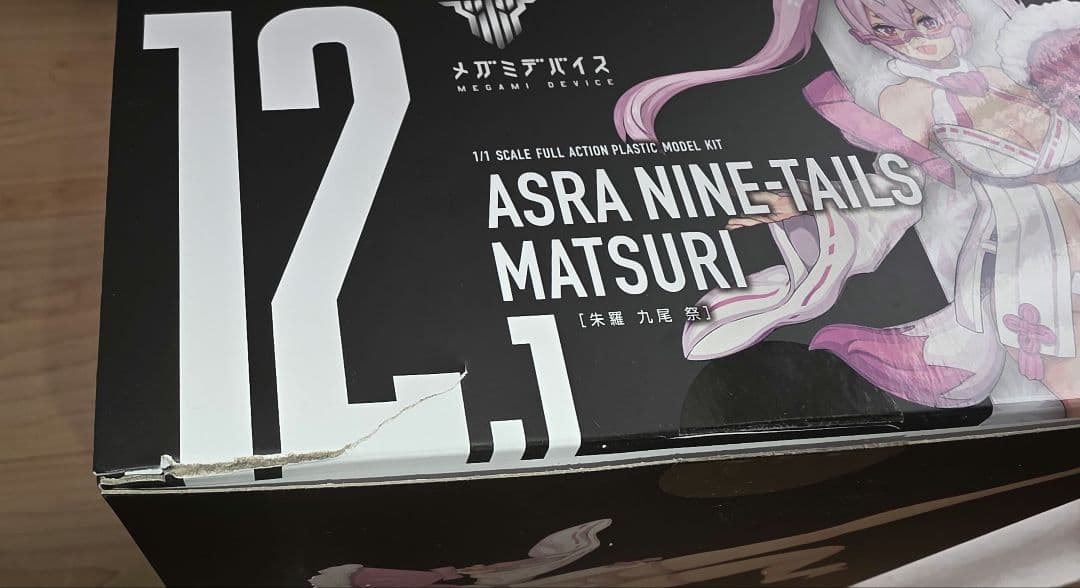 メガミデバイス
MEGAMI DEVICE
1/1 SCALE FULL ACTION PLASTIC MODEL KIT
ASRA NINE-TAILS
MATSURI
[朱羅 九尾 祭]
12.1